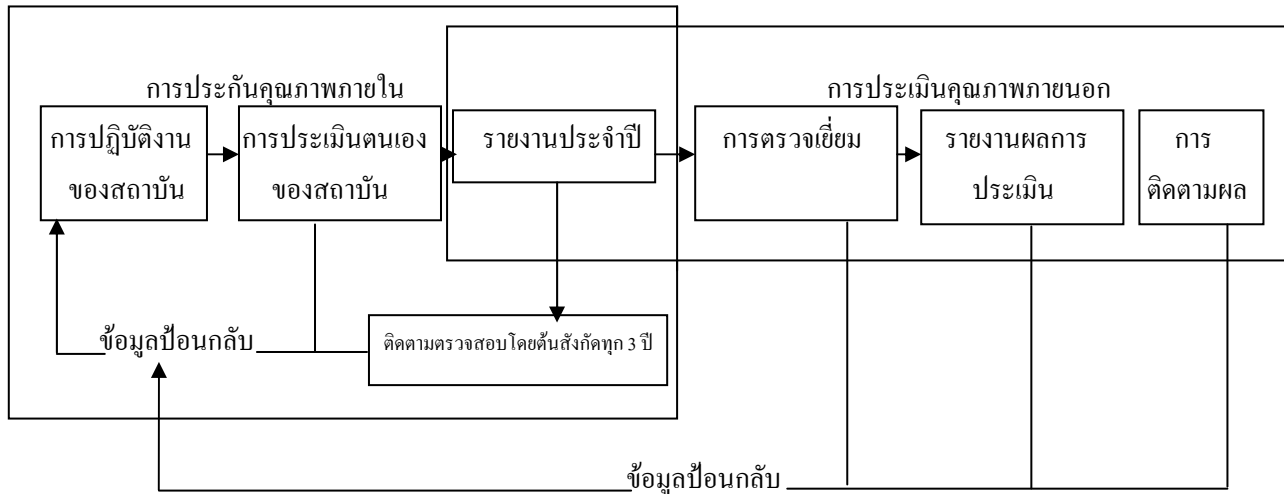 การประกันคุณภาพภายใน
การประเมินคุณภาพภายนอก
การปฏิบัติงาน
ของสถาบัน
การประเมินตนเอง
ของสถาบัน
รายงานประจำปี
การตรวจเยี่ยม
รายงานผลการ
ประเมิน
การ
ติดตามผล
ข้อมูลป้อนกลับ
ติดตามตรวจสอบโดยต้นสังกัดทุก 3 ปี
ข้อมูลป้อนกลับ